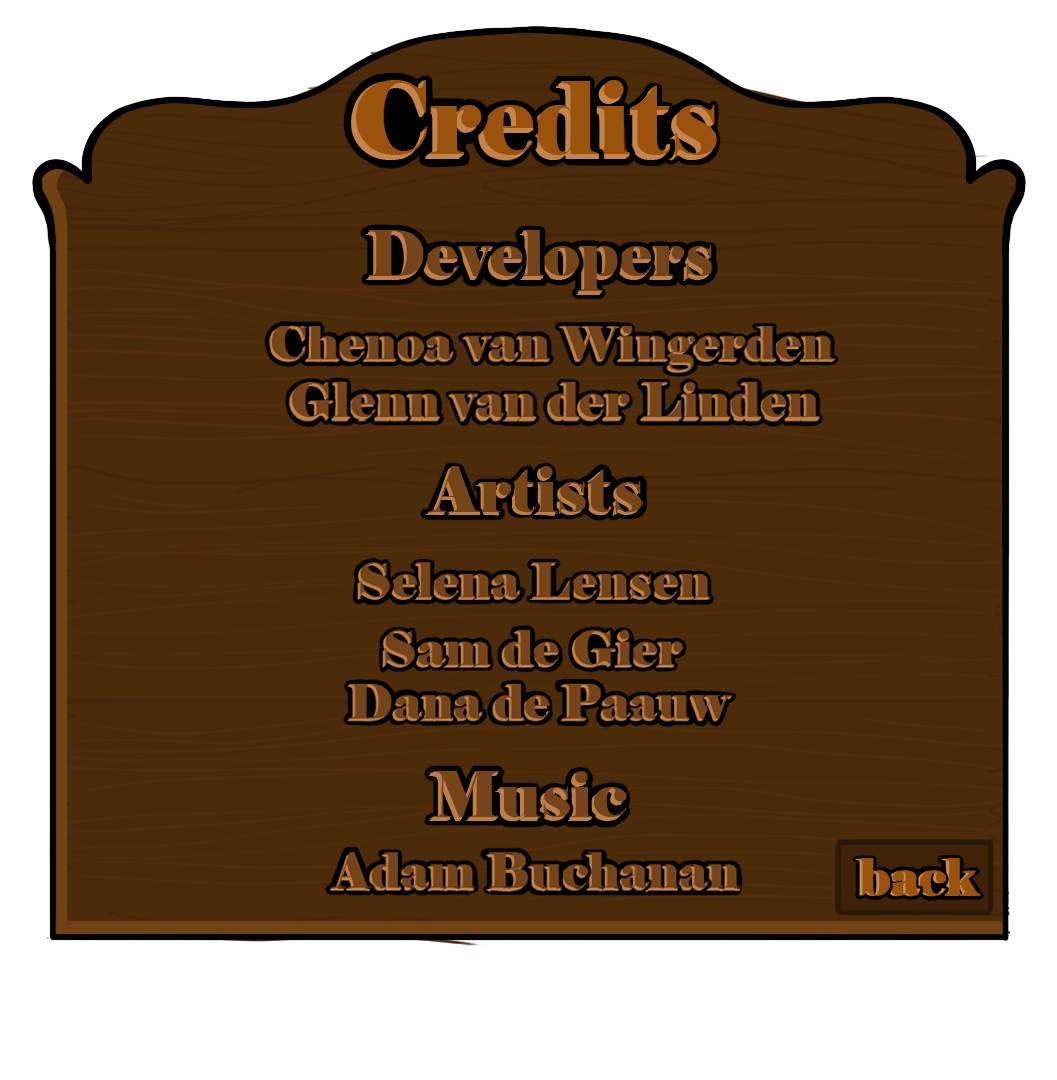 Credits
Developers
Chenoa van Wingerden
Glenn van der Linden
Artists
Selena Lensen
Sam de Gier
Dana de Paauw
Music
Adam Buchanan
back